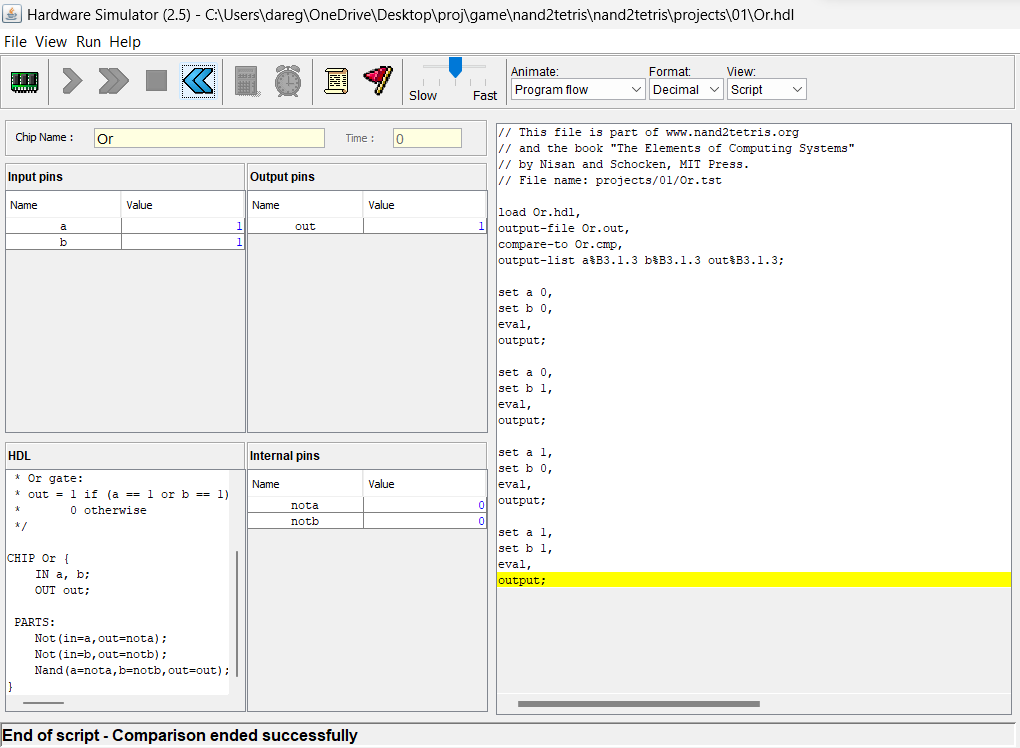 Hardware Simulator (2.5) - C:\Users\dareg\OneDrive\Desktop\proj\game\nand2tetris\nand2tetris\projects\01\Or.hdl
File View Run Help
Slow Fast
Animate:
Program flow
Format:
Decimal
View:
Script
Chip Name : Or Time : 0
Input pins
Name Value
a 1
b 1
Output pins
Name Value
out 1
HDL
* Or gate:
* out = 1 if (a == 1 or b == 1)
* 0 otherwise
*/
CHIP Or {
IN a, b;
OUT out;
PARTS:
Not(in=a,out=nota);
Not(in=b,out=notb);
Nand(a=nota,b=notb,out=out);
}
Internal pins
Name Value
nota 0
notb 0
// This file is part of www.nand2tetris.org
// and the book "The Elements of Computing Systems"
// by Nisan and Schocken, MIT Press.
// File name: projects/01/Or.tst
load Or.hdl,
output-file Or.out,
compare-to Or.cmp,
output-list a%B3.1.3 b%B3.1.3 out%B3.1.3;
set a 0,
set b 0,
eval,
output;
set a 0,
set b 1,
eval,
output;
set a 1,
set b 0,
eval,
output;
set a 1,
set b 1,
eval,
output;
End of script - Comparison ended successfully